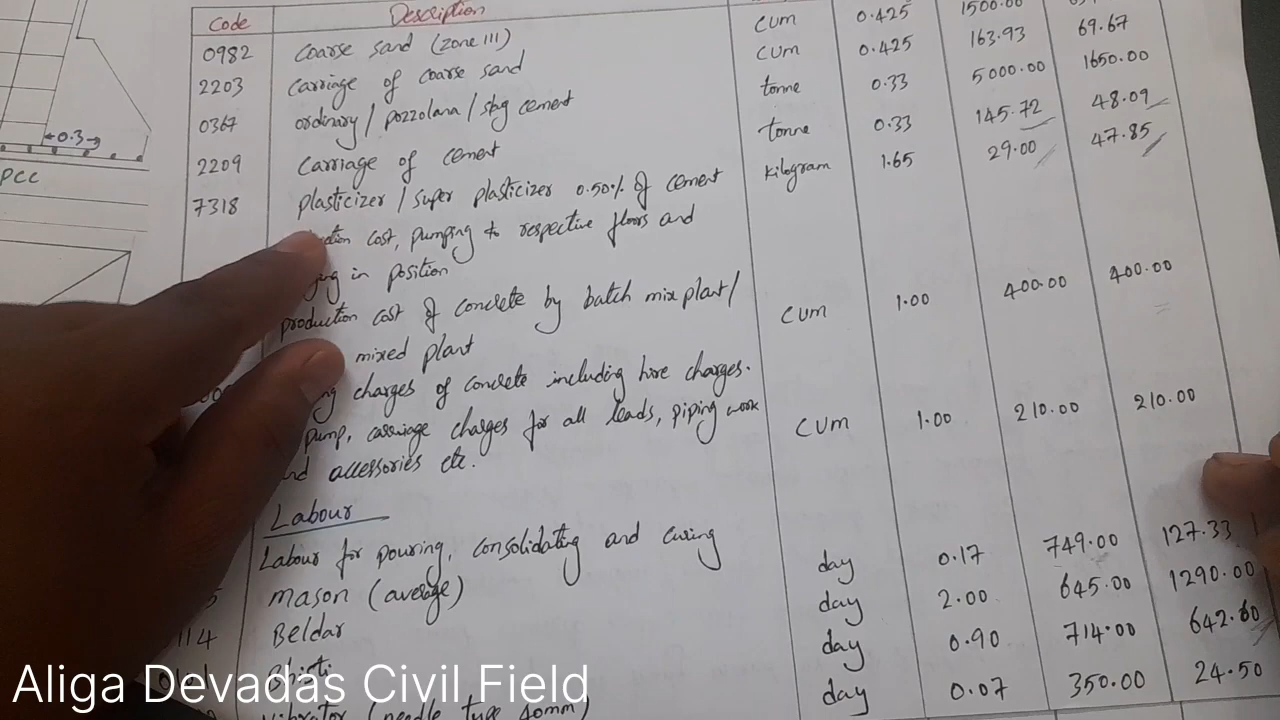 Code Description
0982 coarse sand (zone III) cum 0.425 1500.00
2203 carriage of coarse sand cum 0.425 163.93 69.67
0367 ordinary / pozzolana / slag cement tonne 0.33 5000.00 1650.00
2209 carriage of cement tonne 0.33 145.72 48.09
7318 plasticizer / super plasticizer 0.50% of cement kilogram 1.65 29.00 47.85
cost, pumping to respective floors and
in position
production cost of concrete by batch mix plant/ cum 1.00 400.00 400.00
mixed plant
charges of concrete including hire charges.
pump, carriage charges for all leads, piping work cum 1.00 210.00 210.00
and accessories etc.
Labour
Labour for pouring, consolidating and curing
mason (average) day 0.17 749.00 127.33
114 Beldar day 2.00 645.00 1290.00
Bhisti day 0.90 714.00 642.60
vibrator (needle type 40mm) day 0.07 350.00 24.50
0.3
PCC
Aliga Devadas Civil Field